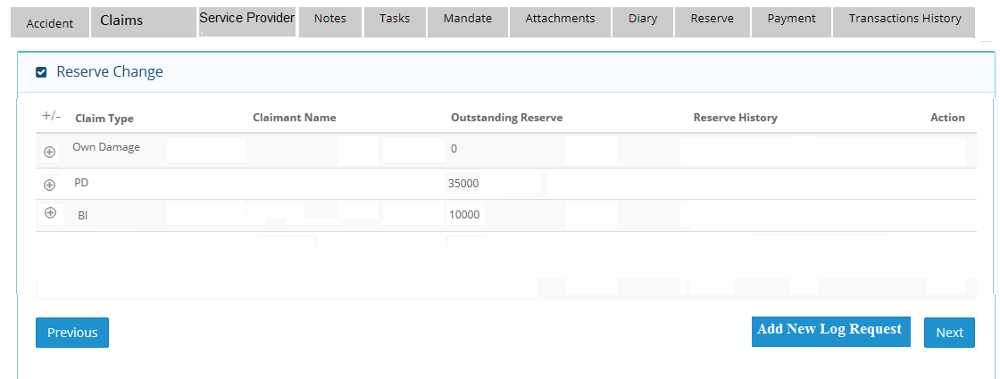 Accident Claims Service Provider Notes Tasks Mandate Attachments Diary Reserve Payment Transactions History
Reserve Change
+/- Claim Type Claimant Name Outstanding Reserve Reserve History Action
Own Damage 0
PD 35000
BI 10000
Previous Add New Log Request Next